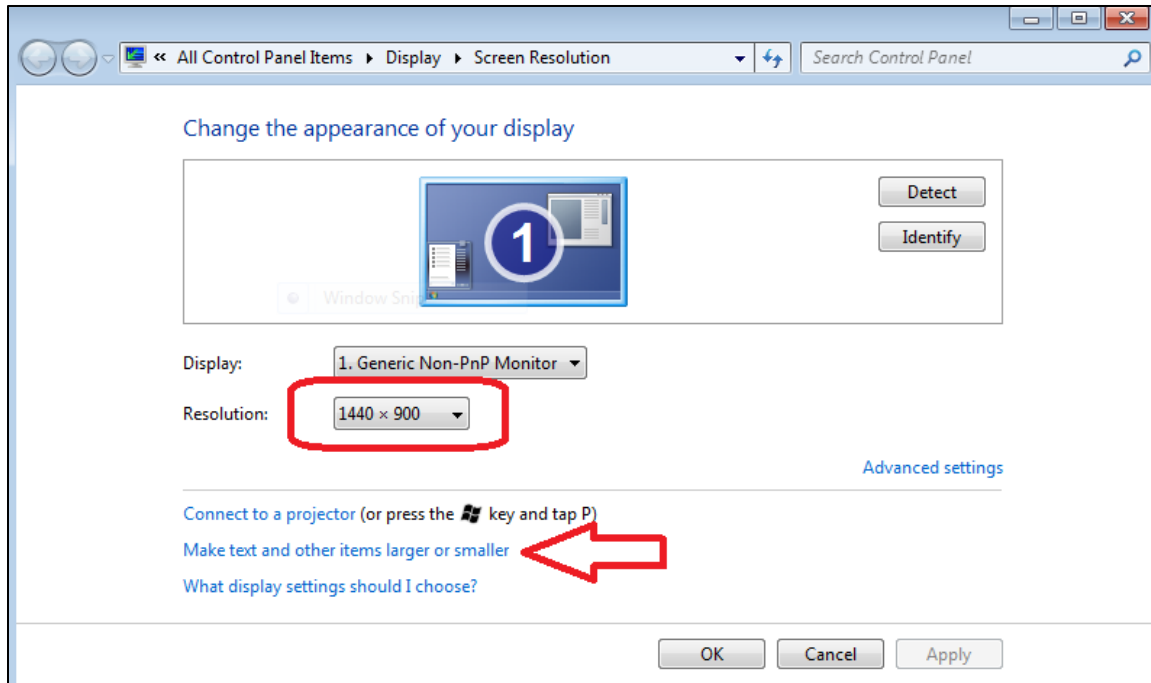 « All Control Panel Items ▸ Display ▸ Screen Resolution
Search Control Panel
Change the appearance of your display
1
Detect
Identify
Window Snip
Display: 1. Generic Non-PnP Monitor
Resolution: 1440 × 900
Advanced settings
Connect to a projector (or press the key and tap P)
Make text and other items larger or smaller
What display settings should I choose?
OK Cancel Apply